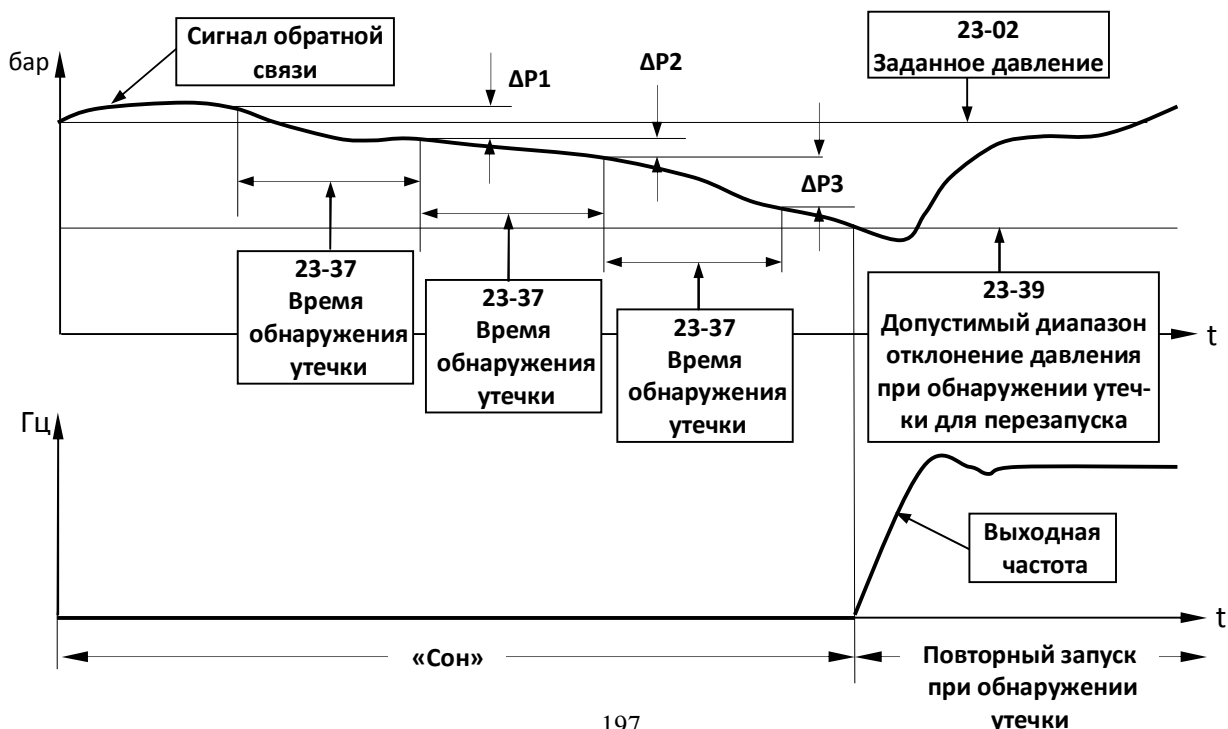 бар
Сигнал обратной
связи
ΔP1
ΔP2
23-02
Заданное давление
ΔP3
23-37
Время
обнаружения
утечки
23-37
Время
обнаружения
утечки
23-37
Время
обнаружения
утечки
23-39
Допустимый диапазон
отклонение давления
при обнаружении утеч-
ки для перезапуска
t
Гц
Выходная
частота
t
«Сон»
Повторный запуск
при обнаружении
утечки
197